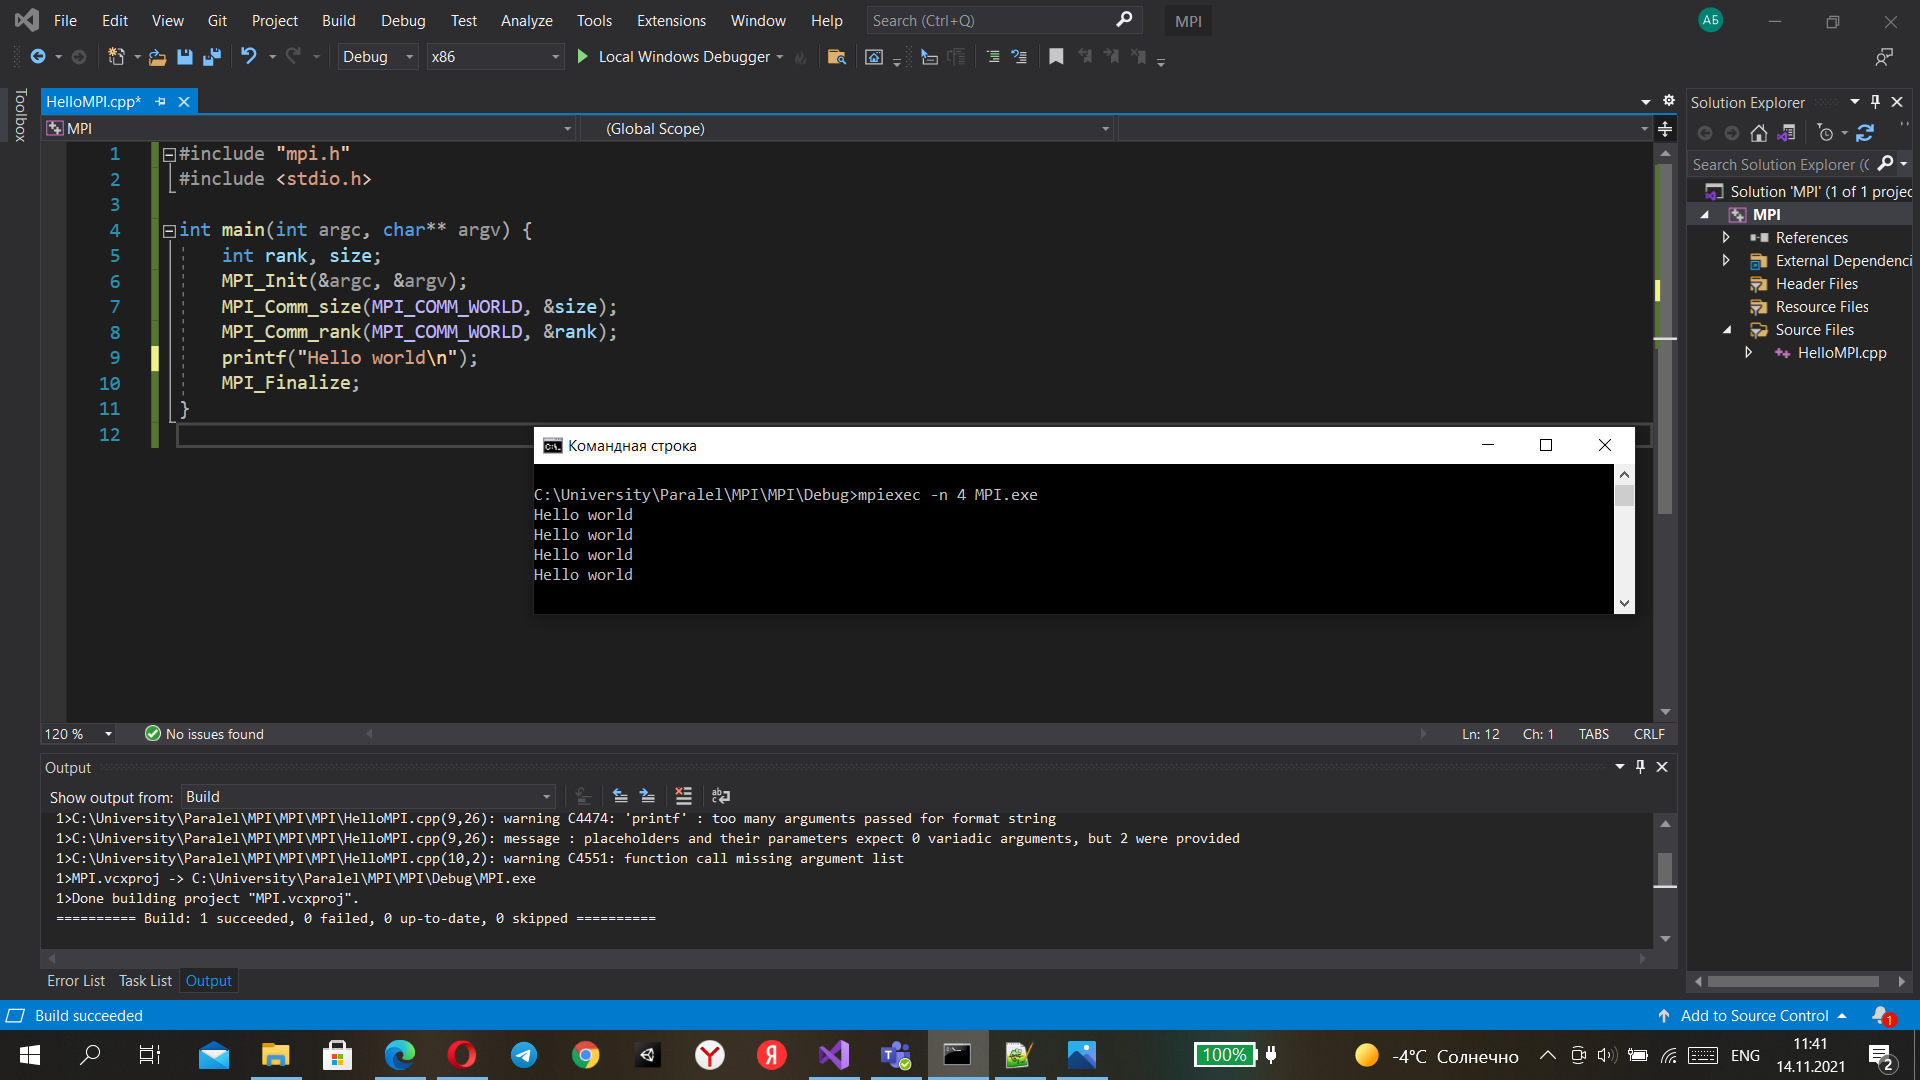 File Edit View Git Project Build Debug Test Analyze Tools Extensions Window Help Search (Ctrl+Q) MPI АБ
Debug x86 Local Windows Debugger
Toolbox
HelloMPI.cpp*
MPI (Global Scope)
1 #include "mpi.h"
2 #include <stdio.h>
3
4 int main(int argc, char** argv) {
5 int rank, size;
6 MPI_Init(&argc, &argv);
7 MPI_Comm_size(MPI_COMM_WORLD, &size);
8 MPI_Comm_rank(MPI_COMM_WORLD, &rank);
9 printf("Hello world\n");
10 MPI_Finalize;
11 }
12
Командная строка
C:\University\Paralel\MPI\MPI\Debug>mpiexec -n 4 MPI.exe
Hello world
Hello world
Hello world
Hello world
120 % No issues found Ln: 12 Ch: 1 TABS CRLF
Output
Show output from: Build
1>C:\University\Paralel\MPI\MPI\MPI\HelloMPI.cpp(9,26): warning C4474: 'printf' : too many arguments passed for format string
1>C:\University\Paralel\MPI\MPI\MPI\HelloMPI.cpp(9,26): message : placeholders and their parameters expect 0 variadic arguments, but 2 were provided
1>C:\University\Paralel\MPI\MPI\MPI\HelloMPI.cpp(10,2): warning C4551: function call missing argument list
1>MPI.vcxproj -> C:\University\Paralel\MPI\MPI\Debug\MPI.exe
1>Done building project "MPI.vcxproj".
========== Build: 1 succeeded, 0 failed, 0 up-to-date, 0 skipped ==========
Error List Task List Output
Solution Explorer
Search Solution Explorer (C
Solution 'MPI' (1 of 1 projec
MPI
References
External Dependenci
Header Files
Resource Files
Source Files
HelloMPI.cpp
Build succeeded Add to Source Control 1
100% -4°C Солнечно ENG 11:41
14.11.2021 2